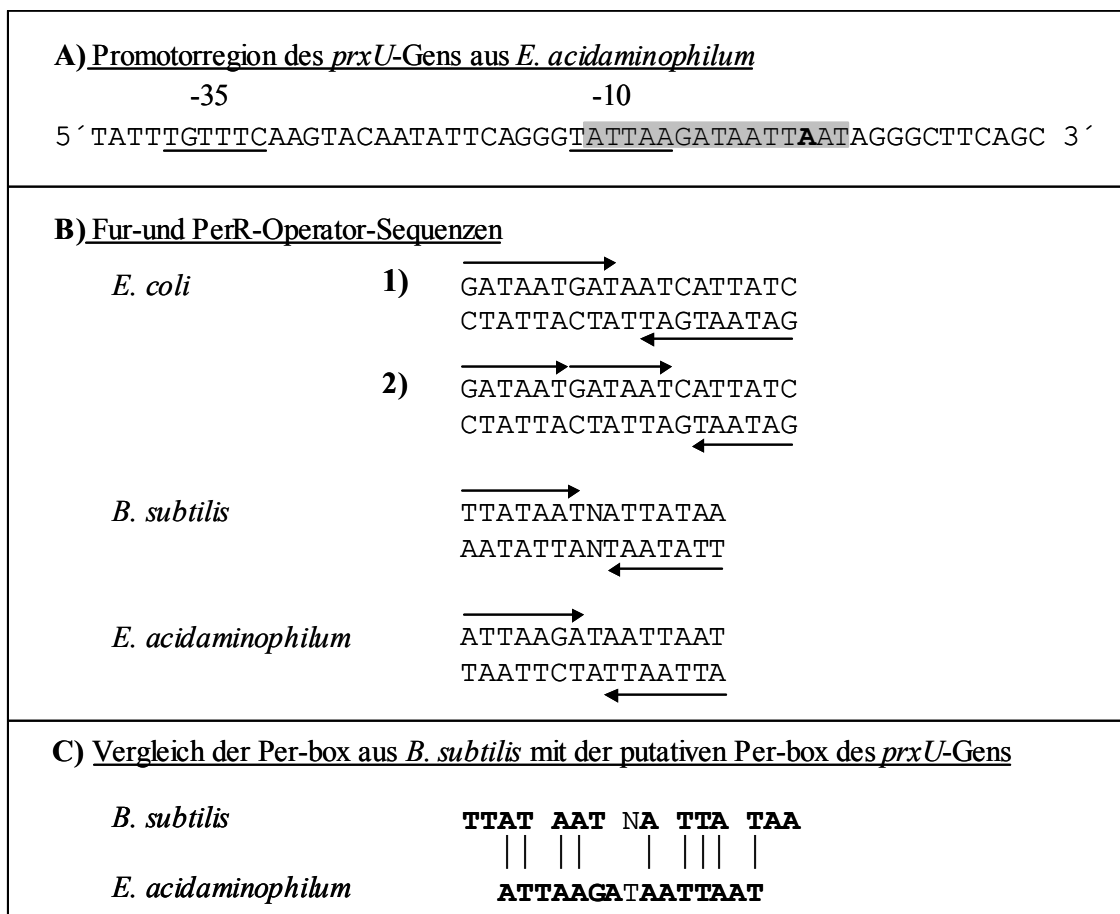 A) Promotorregion des prxU-Gens aus E. acidaminophilum
-35 -10
5´TATTTGTTTCAAGTACAATATTCAGGGTATTAAGATAATTAATAGGGCTTCAGC 3´
B) Fur-und PerR-Operator-Sequenzen
E. coli 1) GATAATGATAATCATTATC
CTATTACTATTAGTAATAG
2) GATAATGATAATCATTATC
CTATTACTATTAGTAATAG
B. subtilis TTATAATNATTATAA
AATATTANTAATATT
E. acidaminophilum ATTAAGATAATTAAT
TAATTCTATTAATTA
C) Vergleich der Per-box aus B. subtilis mit der putativen Per-box des prxU-Gens
B. subtilis TTAT AAT NA TTA TAA
E. acidaminophilum ATTAAGATAATTAAT